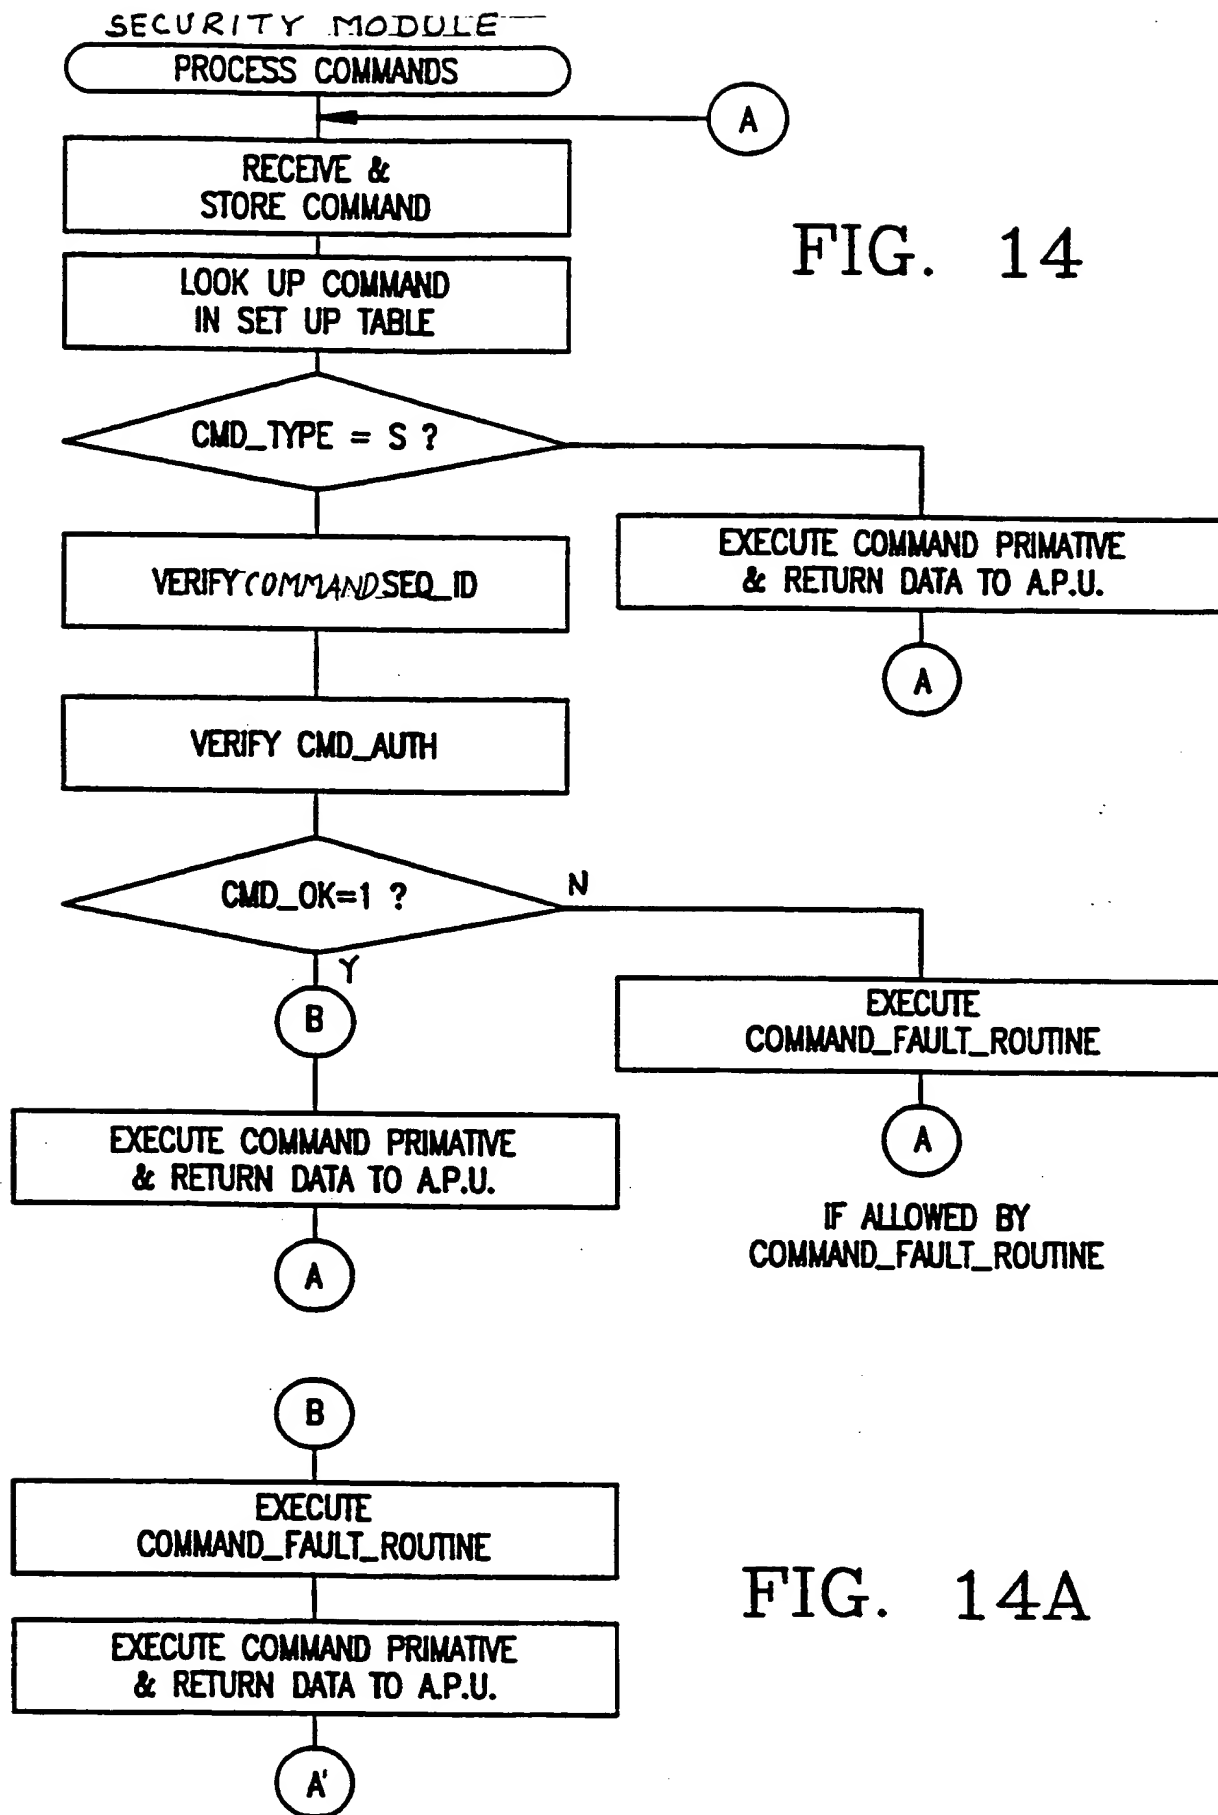 SECURITY MODULE
PROCESS COMMANDS
A
RECEIVE &
STORE COMMAND
FIG. 14
LOOK UP COMMAND
IN SET UP TABLE
CMD_TYPE = S ?
EXECUTE COMMAND PRIMATIVE
& RETURN DATA TO A.P.U.
VERIFY COMMAND SEQ_ID
A
VERIFY CMD_AUTH
CMD_OK=1 ?
N
Y
B
EXECUTE
COMMAND_FAULT_ROUTINE
A
EXECUTE COMMAND PRIMATIVE
& RETURN DATA TO A.P.U.
IF ALLOWED BY
COMMAND_FAULT_ROUTINE
A
B
EXECUTE
COMMAND_FAULT_ROUTINE
FIG. 14A
EXECUTE COMMAND PRIMATIVE
& RETURN DATA TO A.P.U.
A'